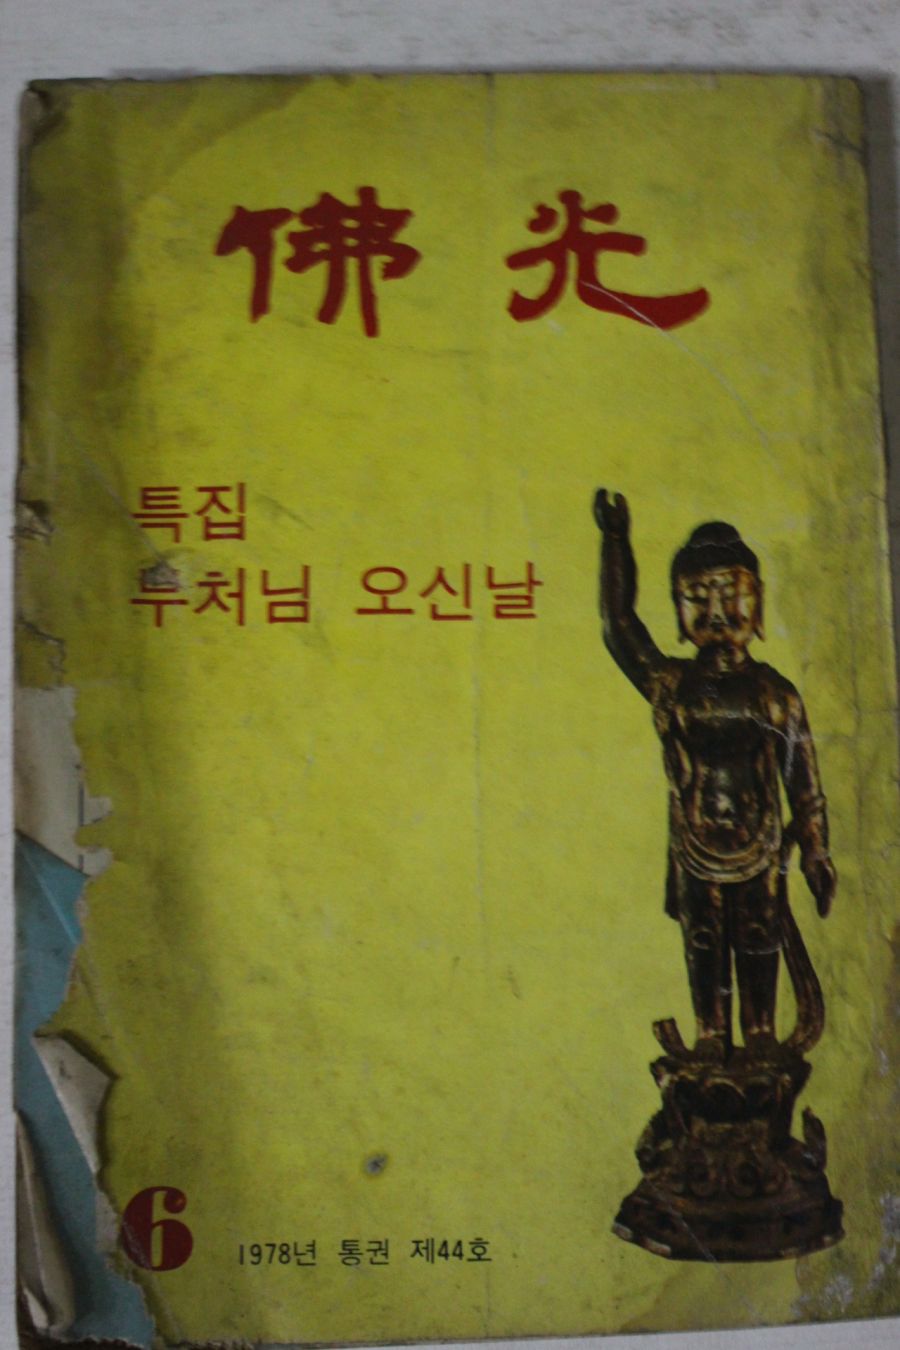 佛光
특집
부처님 오신날
6
1978년 통권 제44호